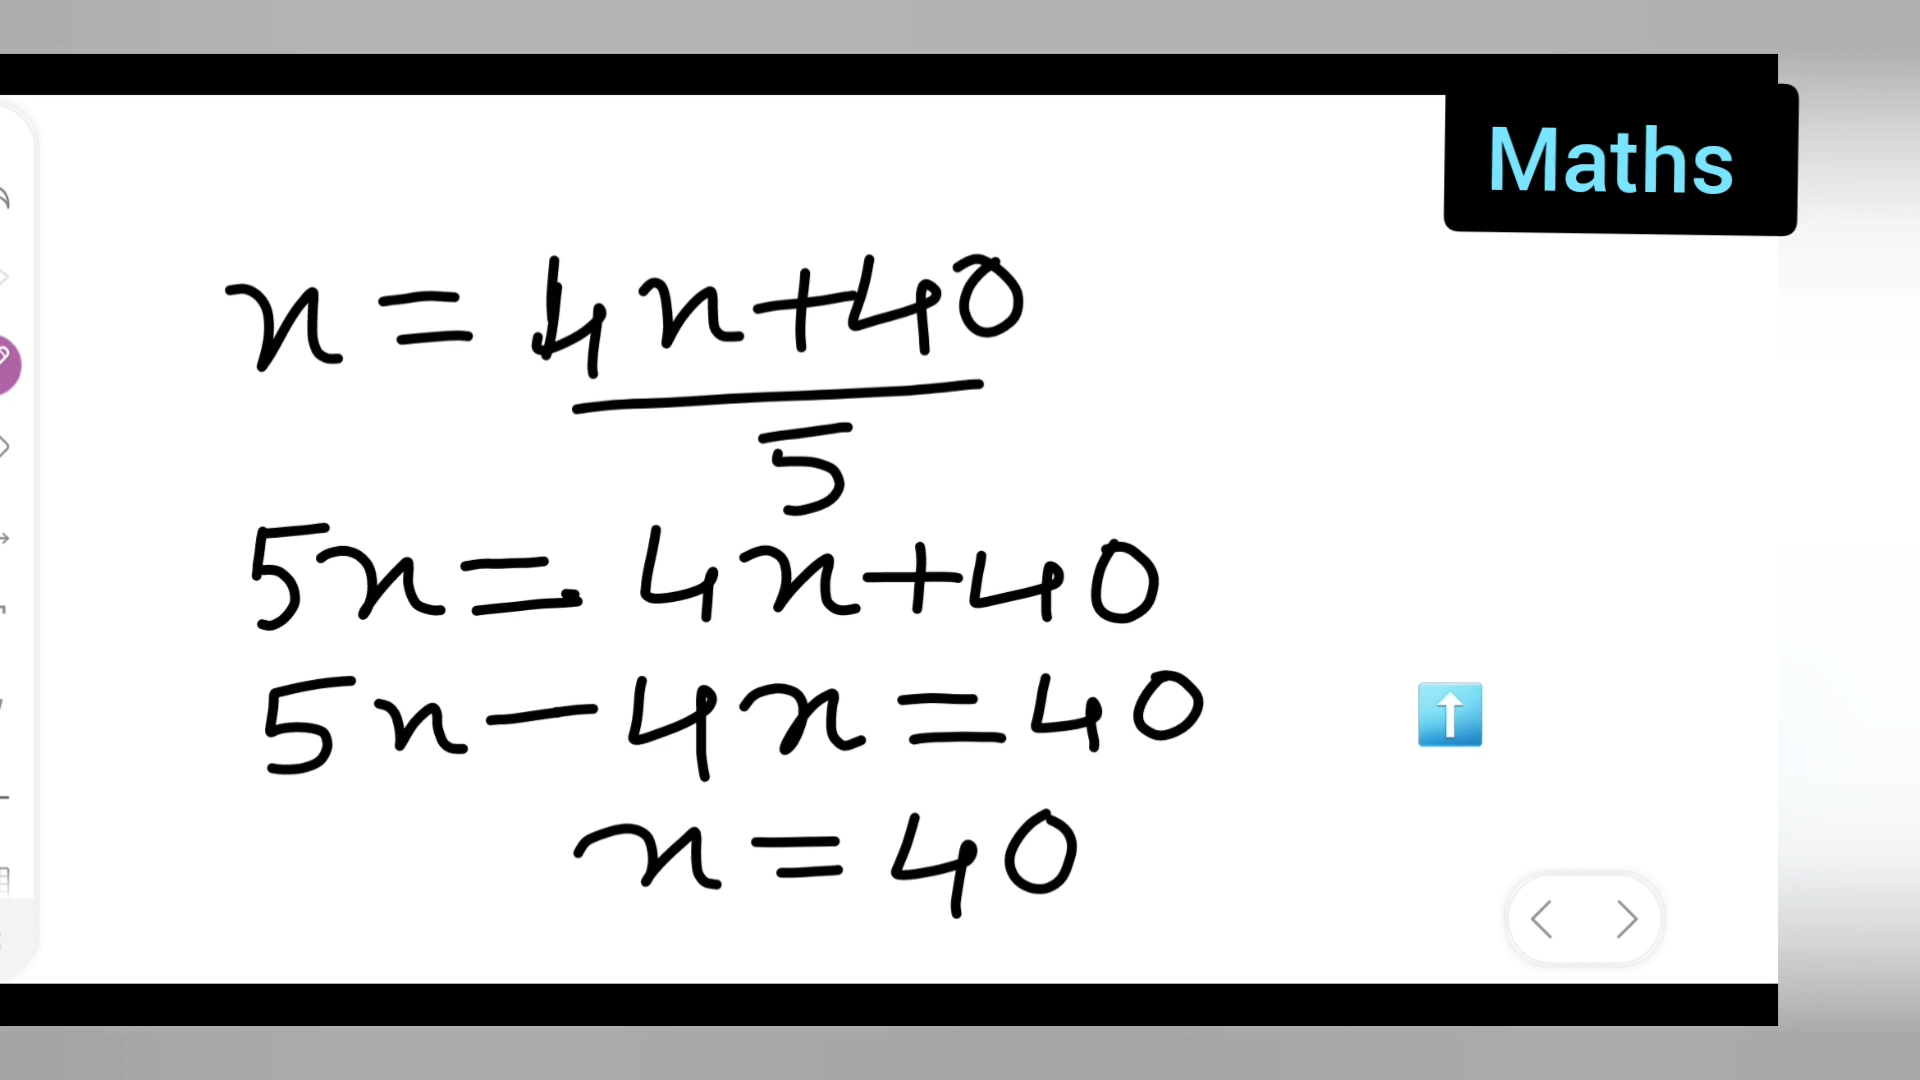 Maths
x = 4x+40
5
5x = 4x+40
5x - 4x = 40
x = 40